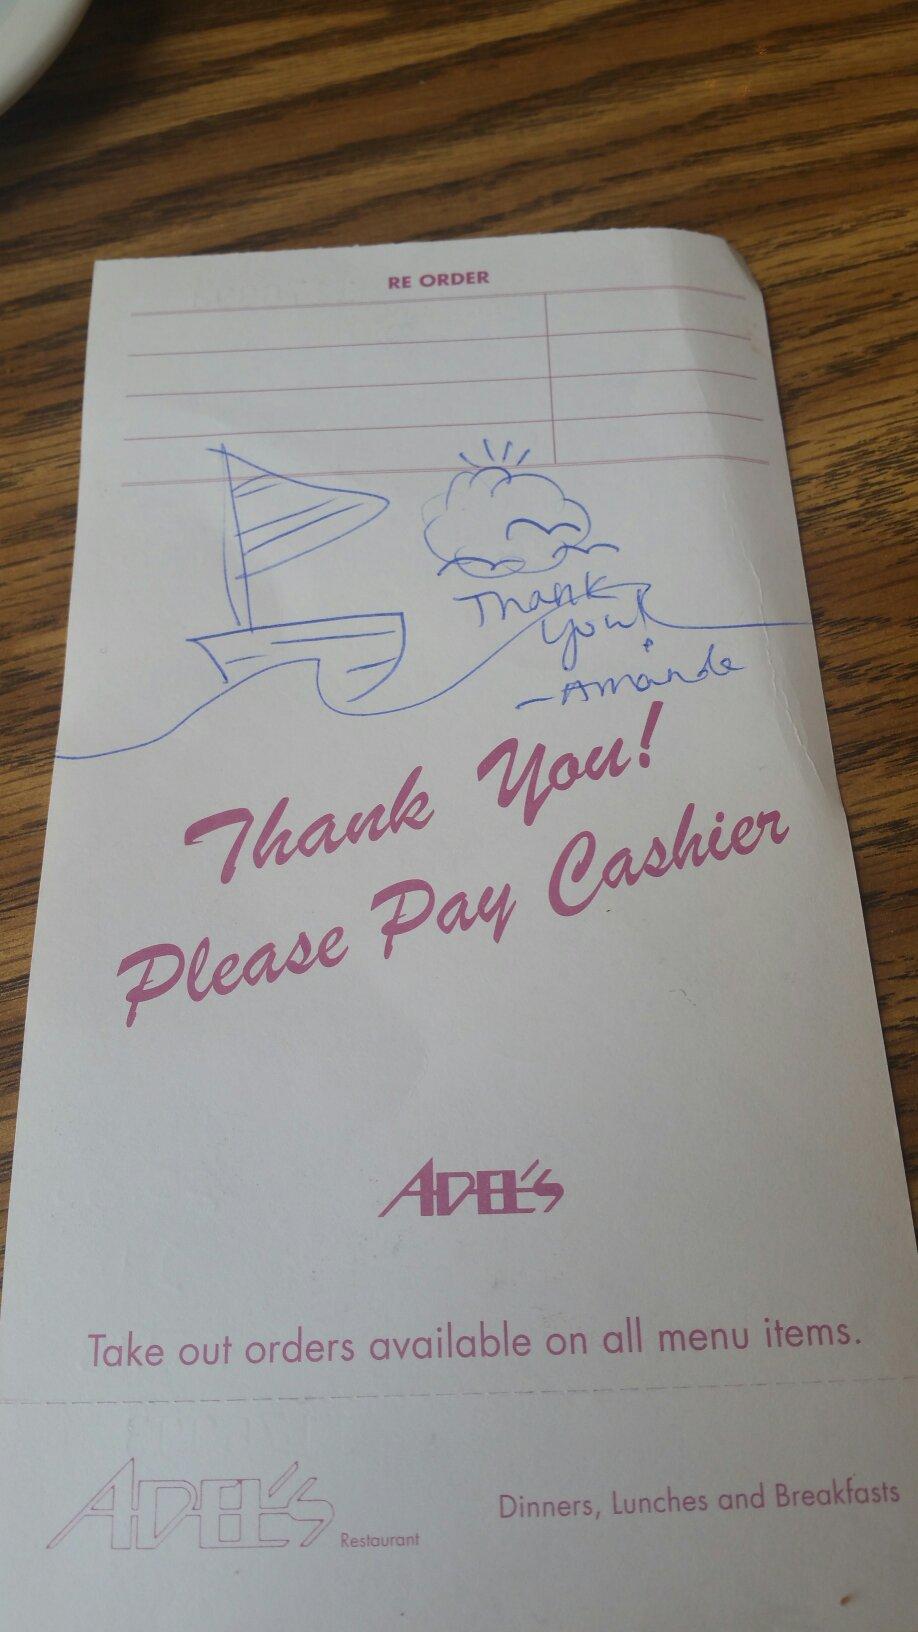 RE ORDER
Thank
you!
-Amanda
Thank You!
Please Pay Cashier
ADEL'S
Take out orders available on all menu items.
ADEL'S Restaurant
Dinners, Lunches and Breakfasts